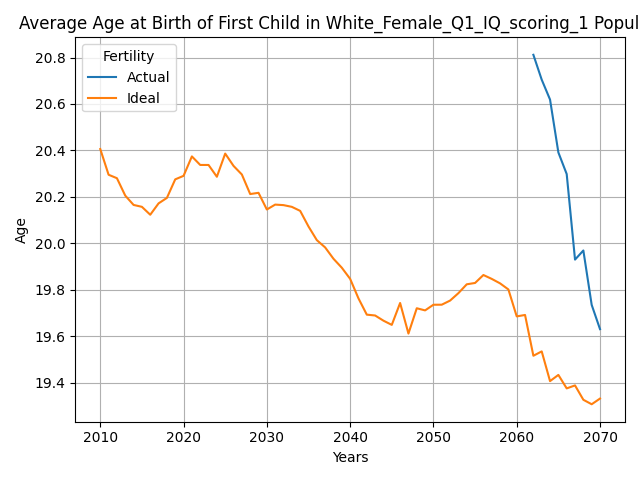 Average Age at Birth of First Child in White_Female_Q1_IQ_scoring_1 Popul
Fertility
Actual
Ideal
20.8
20.6
20.4
20.2
20.0
19.8
19.6
19.4
Age
2010 2020 2030 2040 2050 2060 2070
Years